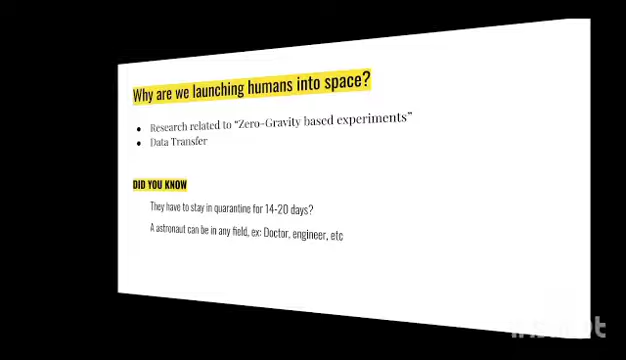 Why are we launching humans into space?
● Research related to “Zero-Gravity based experiments”
● Data Transfer
DID YOU KNOW
They have to stay in quarantine for 14-20 days?
A astronaut can be in any field, ex: Doctor, engineer, etc